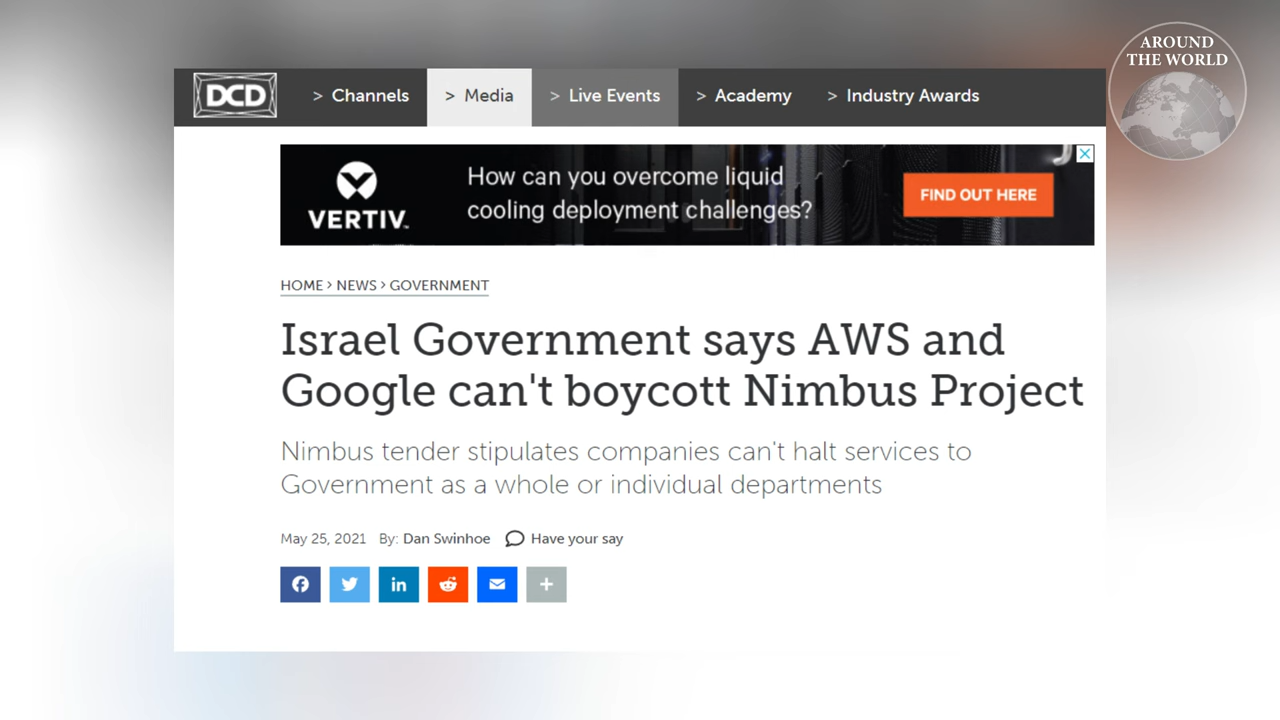 AROUND
THE WORLD
DCD
> Channels
> Media
> Live Events
> Academy
> Industry Awards
VERTIV™
How can you overcome liquid
cooling deployment challenges?
FIND OUT HERE
HOME > NEWS > GOVERNMENT
Israel Government says AWS and
Google can't boycott Nimbus Project
Nimbus tender stipulates companies can't halt services to
Government as a whole or individual departments
May 25, 2021 By: Dan Swinhoe Have your say